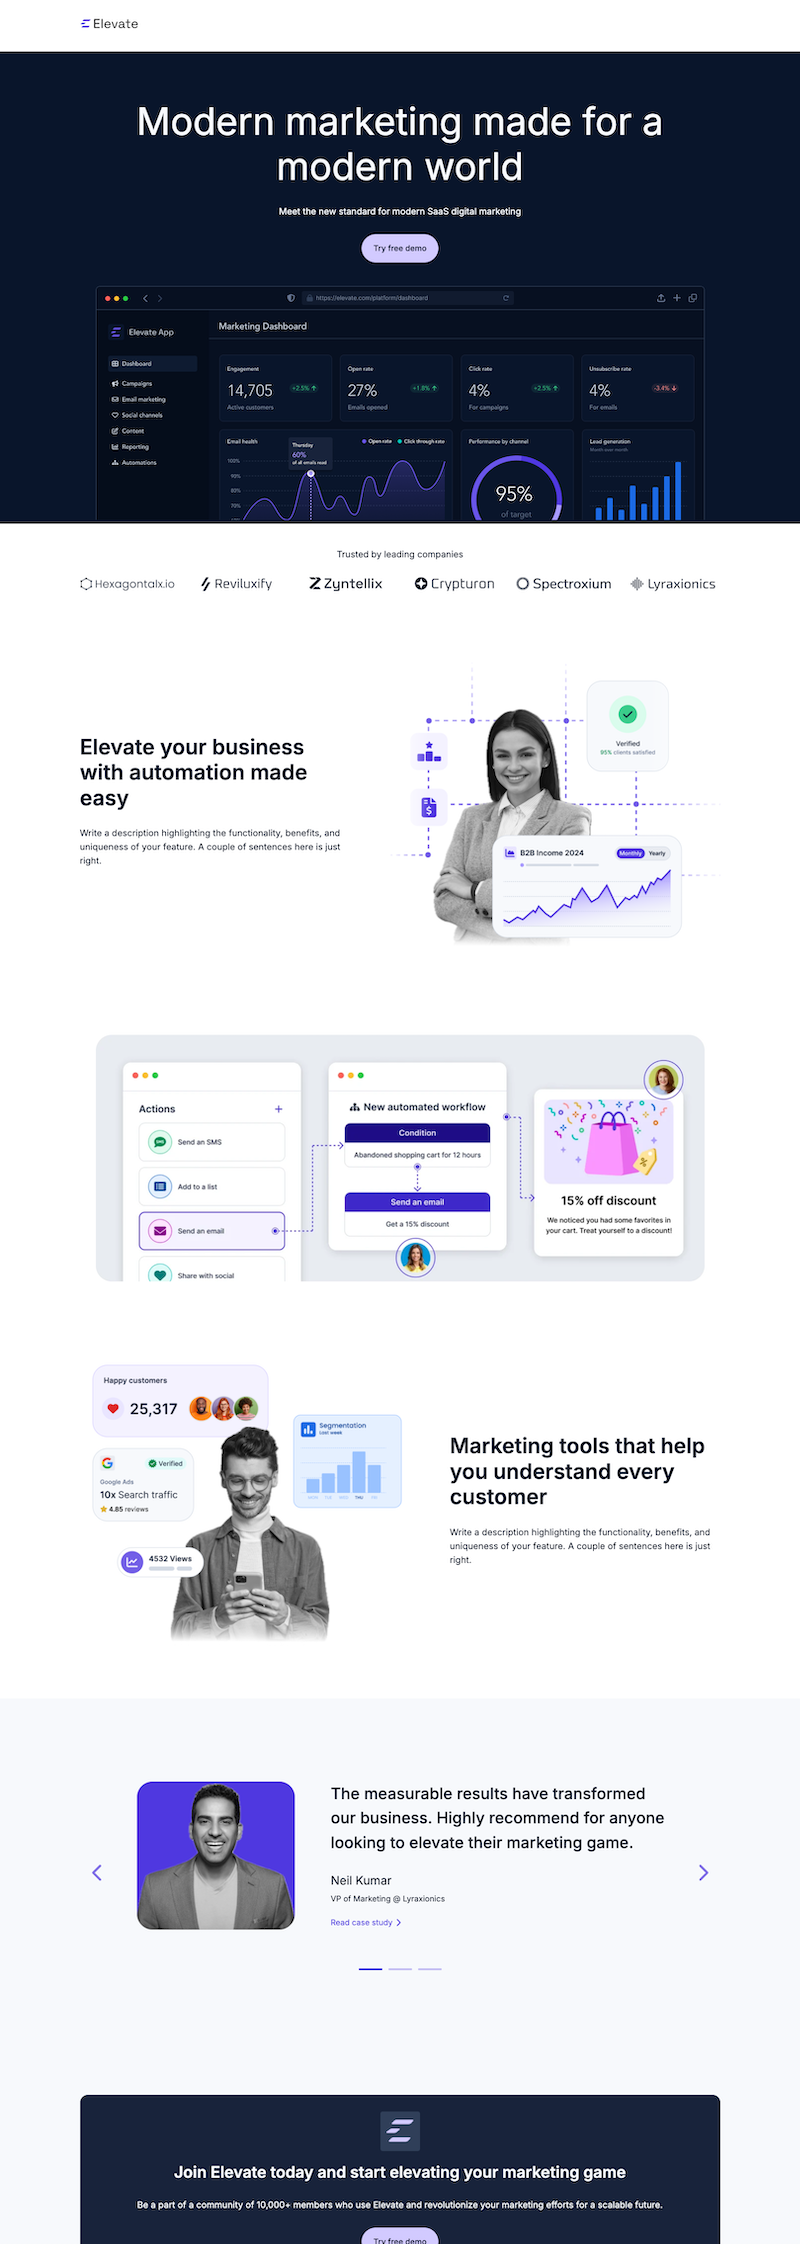 Elevate
Modern marketing made for a
modern world
Meet the new standard for modern SaaS digital marketing
Try free demo
https://elevate.com/platform/dashboard
Elevate App
Marketing Dashboard
Dashboard
Campaigns
Email marketing
Social channels
Content
Reporting
Automations
Engagement
14,705
+2.5%
Active customers
Open rate
27%
+1.8%
Emails opened
Click rate
4%
+2.5%
For campaigns
Unsubscribe rate
4%
-3.4%
For emails
Email health
Open rate
Click through rate
Thursday
60%
of all emails read
100%
90%
80%
70%
Performance by channel
95%
of target
Lead generation
Month over month
Trusted by leading companies
Hexagontalx.io
Reviluxify
Zyntellix
Crypturon
Spectroxium
Lyraxionics
Elevate your business
with automation made
easy
Write a description highlighting the functionality, benefits, and
uniqueness of your feature. A couple of sentences here is just
right.
Verified
95% clients satisfied
B2B Income 2024
Monthly
Yearly
Actions
Send an SMS
Add to a list
Send an email
Share with social
New automated workflow
Condition
Abandoned shopping cart for 12 hours
Send an email
Get a 15% discount
15% off discount
We noticed you had some favorites in
your cart. Treat yourself to a discount!
Happy customers
25,317
Verified
Google Ads
10x Search traffic
4.85 reviews
4532 Views
Segmentation
Last week
MON TUE WED THU FRI
Marketing tools that help
you understand every
customer
Write a description highlighting the functionality, benefits, and
uniqueness of your feature. A couple of sentences here is just
right.
The measurable results have transformed
our business. Highly recommend for anyone
looking to elevate their marketing game.
Neil Kumar
VP of Marketing @ Lyraxionics
Read case study
Join Elevate today and start elevating your marketing game
Be a part of a community of 10,000+ members who use Elevate and revolutionize your marketing efforts for a scalable future.
Try free demo